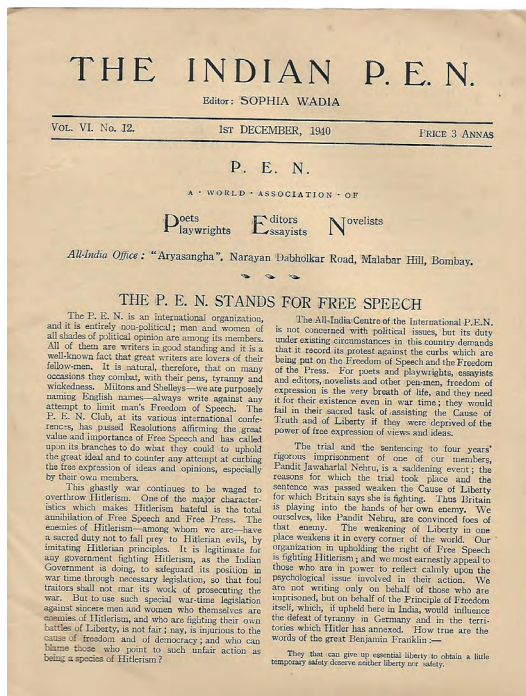 THE INDIAN P.E.N.
Editor: SOPHIA WADIA
VOL. VI. No. 12.
1ST DECEMBER, 1940
PRICE 3 ANNAS
P. E. N.
A · WORLD · ASSOCIATION · OF
Poets
Playwrights
Editors
Essayists
Novelists
All-India Office : "Aryasangha", Narayan Dabholkar Road, Malabar Hill, Bombay.
THE P. E. N. STANDS FOR FREE SPEECH
The P. E. N. is an international organization,
and it is entirely non-political; men and women of
all shades of political opinion are among its members.
All of them are writers in good standing and it is a
well-known fact that great writers are lovers of their
fellow-men. It is natural, therefore, that on many
occasions they combat, with their pens, tyranny and
wickedness. Miltons and Shelleys—we are purposely
naming English names—always write against any
attempt to limit man's Freedom of Speech. The
P. E. N. Club, at its various international confe-
rences, has passed Resolutions affirming the great
value and importance of Free Speech and has called
upon its branches to do what they could to uphold
the great ideal and to counter any attempt at curbing
the free expression of ideas and opinions, especially
by their own members.
This ghastly war continues to be waged to
overthrow Hitlerism. One of the major character-
istics which makes Hitlerism hateful is the total
annihilation of Free Speech and Free Press. The
enemies of Hitlerism—among whom we are—have
a sacred duty not to fall prey to Hitlerian evils, by
imitating Hitlerian principles. It is legitimate for
any government fighting Hitlerism, as the Indian
Government is doing, to safeguard its position in
war time through necessary legislation, so that foul
traitors shall not mar its work of prosecuting the
war. But to use such special war-time legislation
against sincere men and women who themselves are
enemies of Hitlerism, and who are fighting their own
battles of Liberty, is not fair; nay, is injurious to the
cause of freedom and of democracy; and who can
blame those who point to such unfair action as
being a species of Hitlerism?
The All-India Centre of the International P.E.N.
is not concerned with political issues, but its duty
under existing circumstances in this country demands
that it record its protest against the curbs which are
being put on the Freedom of Speech and the Freedom
of the Press. For poets and playwrights, essayists
and editors, novelists and other pen-men, freedom of
expression is the very breath of life, and they need
it for their existence even in war time; they would
fail in their sacred task of assisting the Cause of
Truth and of Liberty if they were deprived of the
power of free expression of views and ideas.
The trial and the sentencing to four years'
rigorous imprisonment of one of our members,
Pandit Jawaharlal Nehru, is a saddening event; the
reasons for which the trial took place and the
sentence was passed weaken the Cause of Liberty
for which Britain says she is fighting. Thus Britain
is playing into the hands of her own enemy. We
ourselves, like Pandit Nehru, are convinced foes of
that enemy. The weakening of Liberty in one
place weakens it in every corner of the world. Our
organization in upholding the right of Free Speech
is fighting Hitlerism; and we most earnestly appeal to
those who are in power to reflect calmly upon the
psychological issue involved in their action. We
are not writing only on behalf of those who are
imprisoned, but on behalf of the Principle of Freedom
itself, which, if upheld here in India, would influence
the defeat of tyranny in Germany and in the terri-
tories which Hitler has annexed. How true are the
words of the great Benjamin Franklin :—
They that can give up essential liberty to obtain a little
temporary safety deserve neither liberty nor safety.